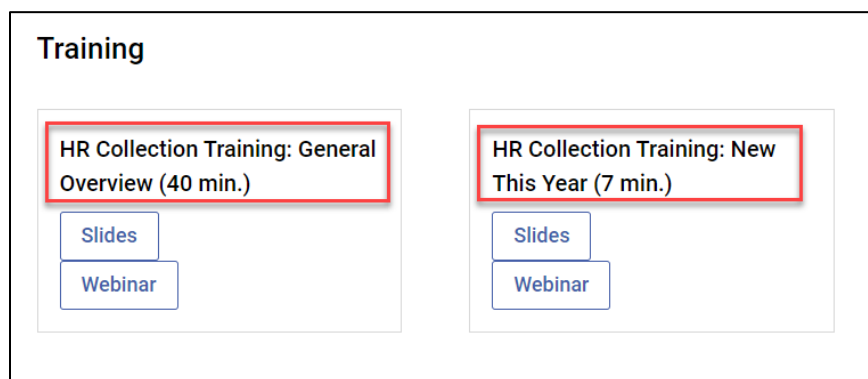 Training
HR Collection Training: General
Overview (40 min.)
Slides
Webinar
HR Collection Training: New
This Year (7 min.)
Slides
Webinar